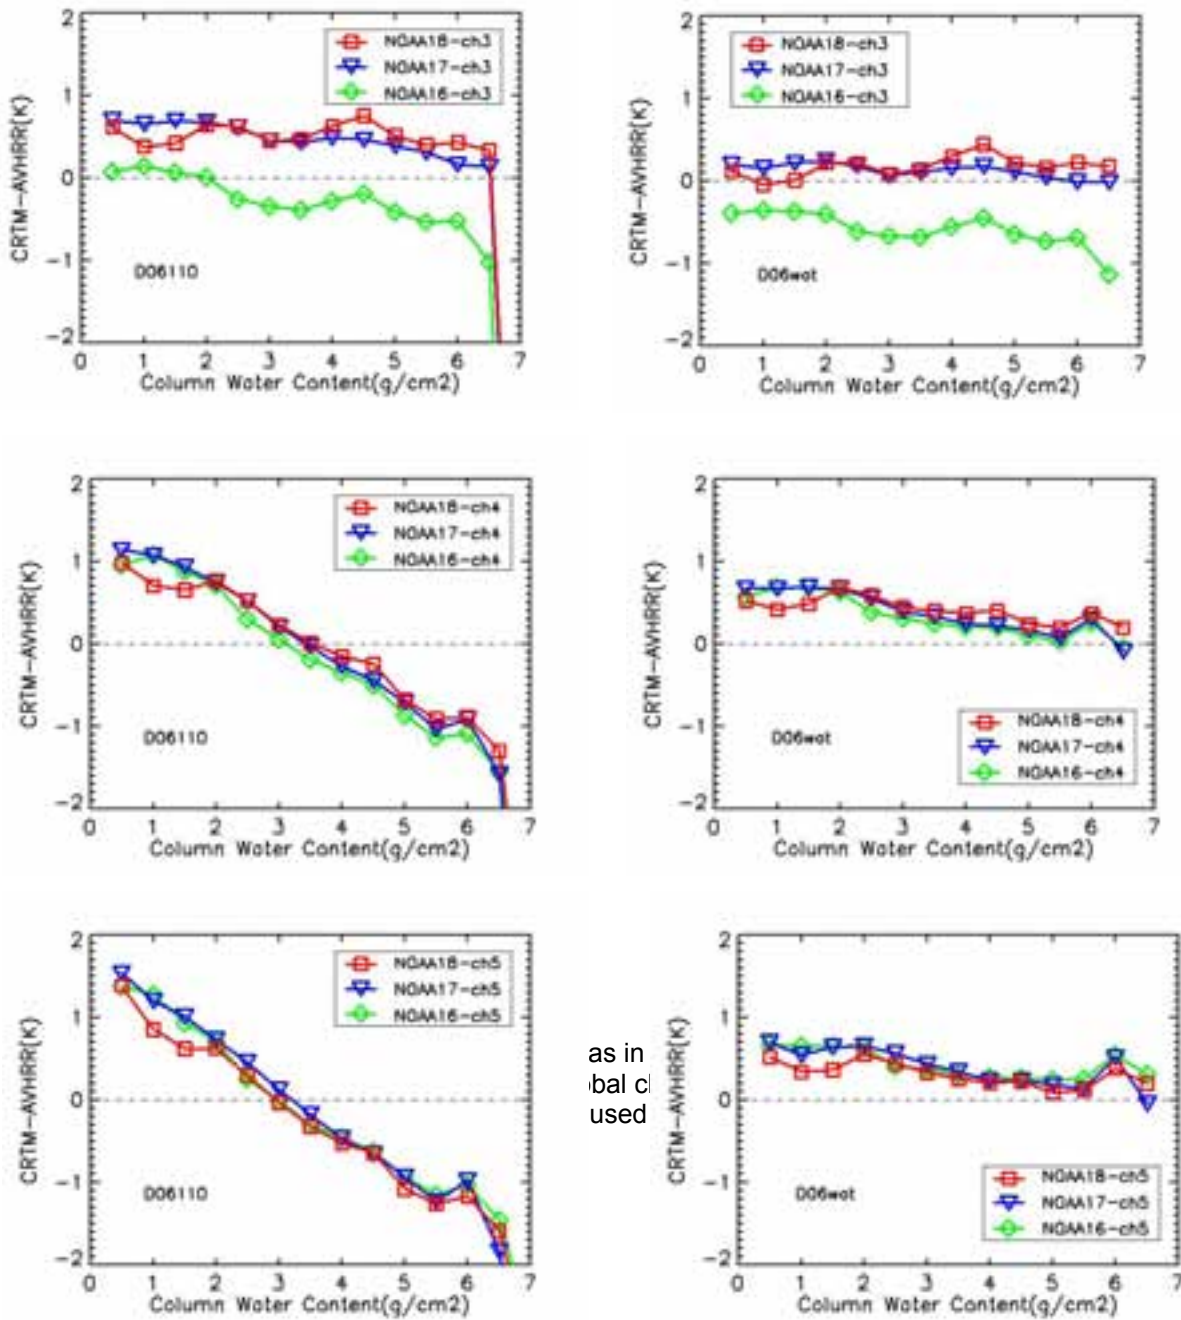 2
1
0
-1
-2
CRTM-AVHRR(K)
NOAA18-ch3
NOAA17-ch3
NOAA16-ch3
D06110
0 1 2 3 4 5 6 7
Column Water Content(g/cm2)
2
1
0
-1
-2
CRTM-AVHRR(K)
NOAA18-ch3
NOAA17-ch3
NOAA16-ch3
D06wat
0 1 2 3 4 5 6 7
Column Water Content(g/cm2)
2
1
0
-1
-2
CRTM-AVHRR(K)
NOAA18-ch4
NOAA17-ch4
NOAA16-ch4
D06110
0 1 2 3 4 5 6 7
Column Water Content(g/cm2)
2
1
0
-1
-2
CRTM-AVHRR(K)
NOAA18-ch4
NOAA17-ch4
NOAA16-ch4
D06wat
0 1 2 3 4 5 6 7
Column Water Content(g/cm2)
2
1
0
-1
-2
CRTM-AVHRR(K)
NOAA18-ch5
NOAA17-ch5
NOAA16-ch5
D06110
0 1 2 3 4 5 6 7
Column Water Content(g/cm2)
as in
bal c
used
2
1
0
-1
-2
CRTM-AVHRR(K)
NOAA18-ch5
NOAA17-ch5
NOAA16-ch5
D06wat
0 1 2 3 4 5 6 7
Column Water Content(g/cm2)